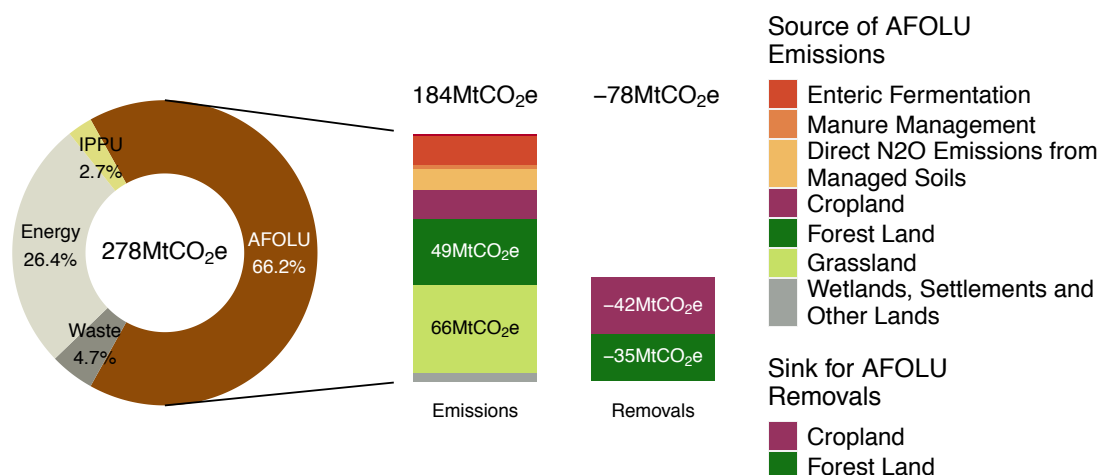 IPPU
2.7%
Energy
26.4%
278MtCO₂e
AFOLU
66.2%
Waste
4.7%
184MtCO₂e
49MtCO₂e
66MtCO₂e
Emissions
−78MtCO₂e
−42MtCO₂e
−35MtCO₂e
Removals
Source of AFOLU
Emissions
Enteric Fermentation
Manure Management
Direct N2O Emissions from
Managed Soils
Cropland
Forest Land
Grassland
Wetlands, Settlements and
Other Lands
Sink for AFOLU
Removals
Cropland
Forest Land